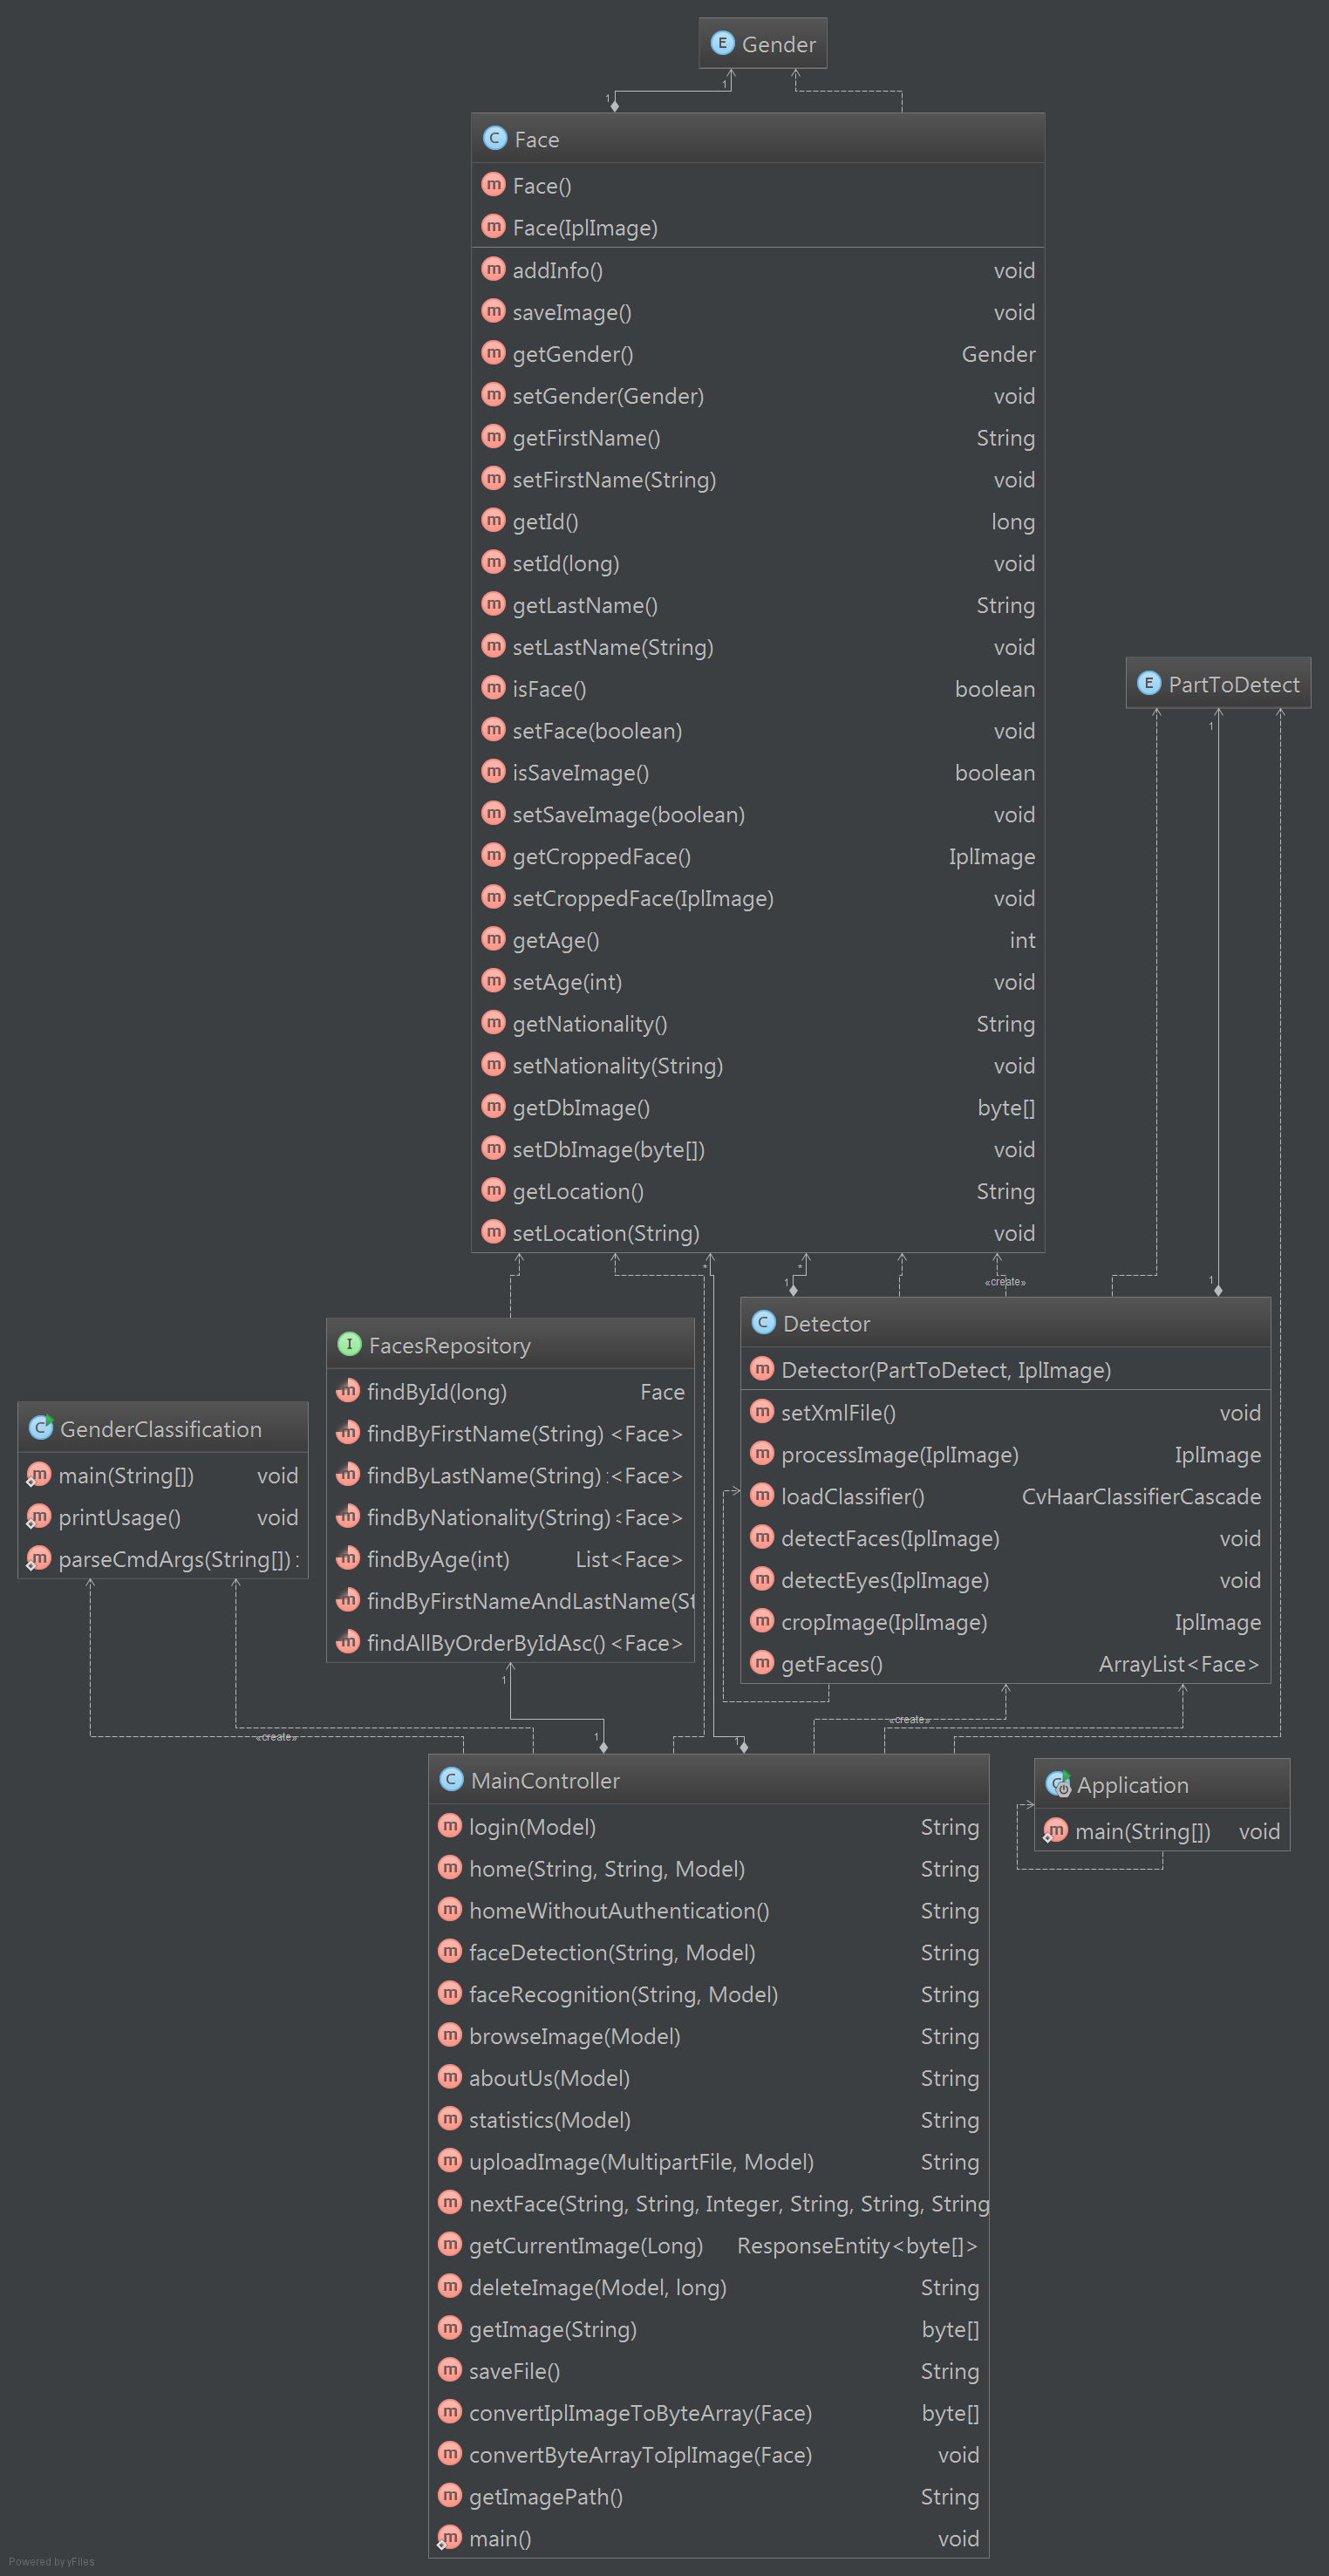 Gender
1
1
Face
Face()
Face(IplImage)
addInfo() void
saveImage() void
getGender() Gender
setGender(Gender) void
getFirstName() String
setFirstName(String) void
getId() long
setId(long) void
getLastName() String
setLastName(String) void
isFace() boolean
setFace(boolean) void
isSaveImage() boolean
setSaveImage(boolean) void
getCroppedFace() IplImage
setCroppedFace(IplImage) void
getAge() int
setAge(int) void
getNationality() String
setNationality(String) void
getDbImage() byte[]
setDbImage(byte[]) void
getLocation() String
setLocation(String) void
PartToDetect
1
* *
1 «create» 1
Detector
Detector(PartToDetect, IplImage)
setXmlFile() void
processImage(IplImage) IplImage
loadClassifier() CvHaarClassifierCascade
detectFaces(IplImage) void
detectEyes(IplImage) void
cropImage(IplImage) IplImage
getFaces() ArrayList<Face>
FacesRepository
findById(long) Face
findByFirstName(String) <Face>
findByLastName(String) :<Face>
findByNationality(String) <Face>
findByAge(int) List<Face>
findByFirstNameAndLastName(St
findAllByOrderByIdAsc() <Face>
GenderClassification
main(String[]) void
printUsage() void
parseCmdArgs(String[]) :
1
«create»
«create»
1
1
MainController
login(Model) String
home(String, String, Model) String
homeWithoutAuthentication() String
faceDetection(String, Model) String
faceRecognition(String, Model) String
browseImage(Model) String
aboutUs(Model) String
statistics(Model) String
uploadImage(MultipartFile, Model) String
nextFace(String, String, Integer, String, String, String
getCurrentImage(Long) ResponseEntity<byte[]>
deleteImage(Model, long) String
getImage(String) byte[]
saveFile() String
convertIplImageToByteArray(Face) byte[]
convertByteArrayToIplImage(Face) void
getImagePath() String
main() void
Application
main(String[]) void
Powered by yFiles